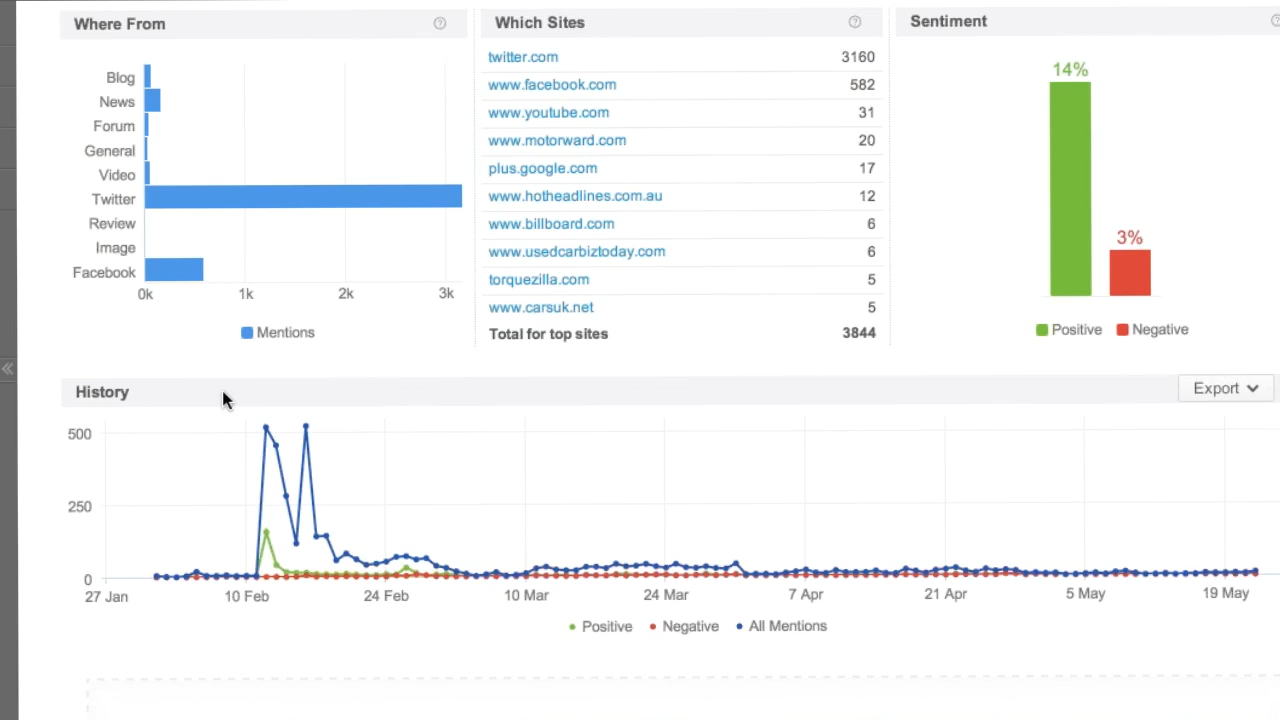 Where From
Blog
News
Forum
General
Video
Twitter
Review
Image
Facebook
0k 1k 2k 3k
Mentions
Which Sites
twitter.com 3160
www.facebook.com 582
www.youtube.com 31
www.motorward.com 20
plus.google.com 17
www.hotheadlines.com.au 12
www.billboard.com 6
www.usedcarbiztoday.com 6
torquezilla.com 5
www.carsuk.net 5
Total for top sites 3844
Sentiment
14%
3%
Positive Negative
History
Export
500
250
0
27 Jan 10 Feb 24 Feb 10 Mar 24 Mar 7 Apr 21 Apr 5 May 19 May
Positive Negative All Mentions